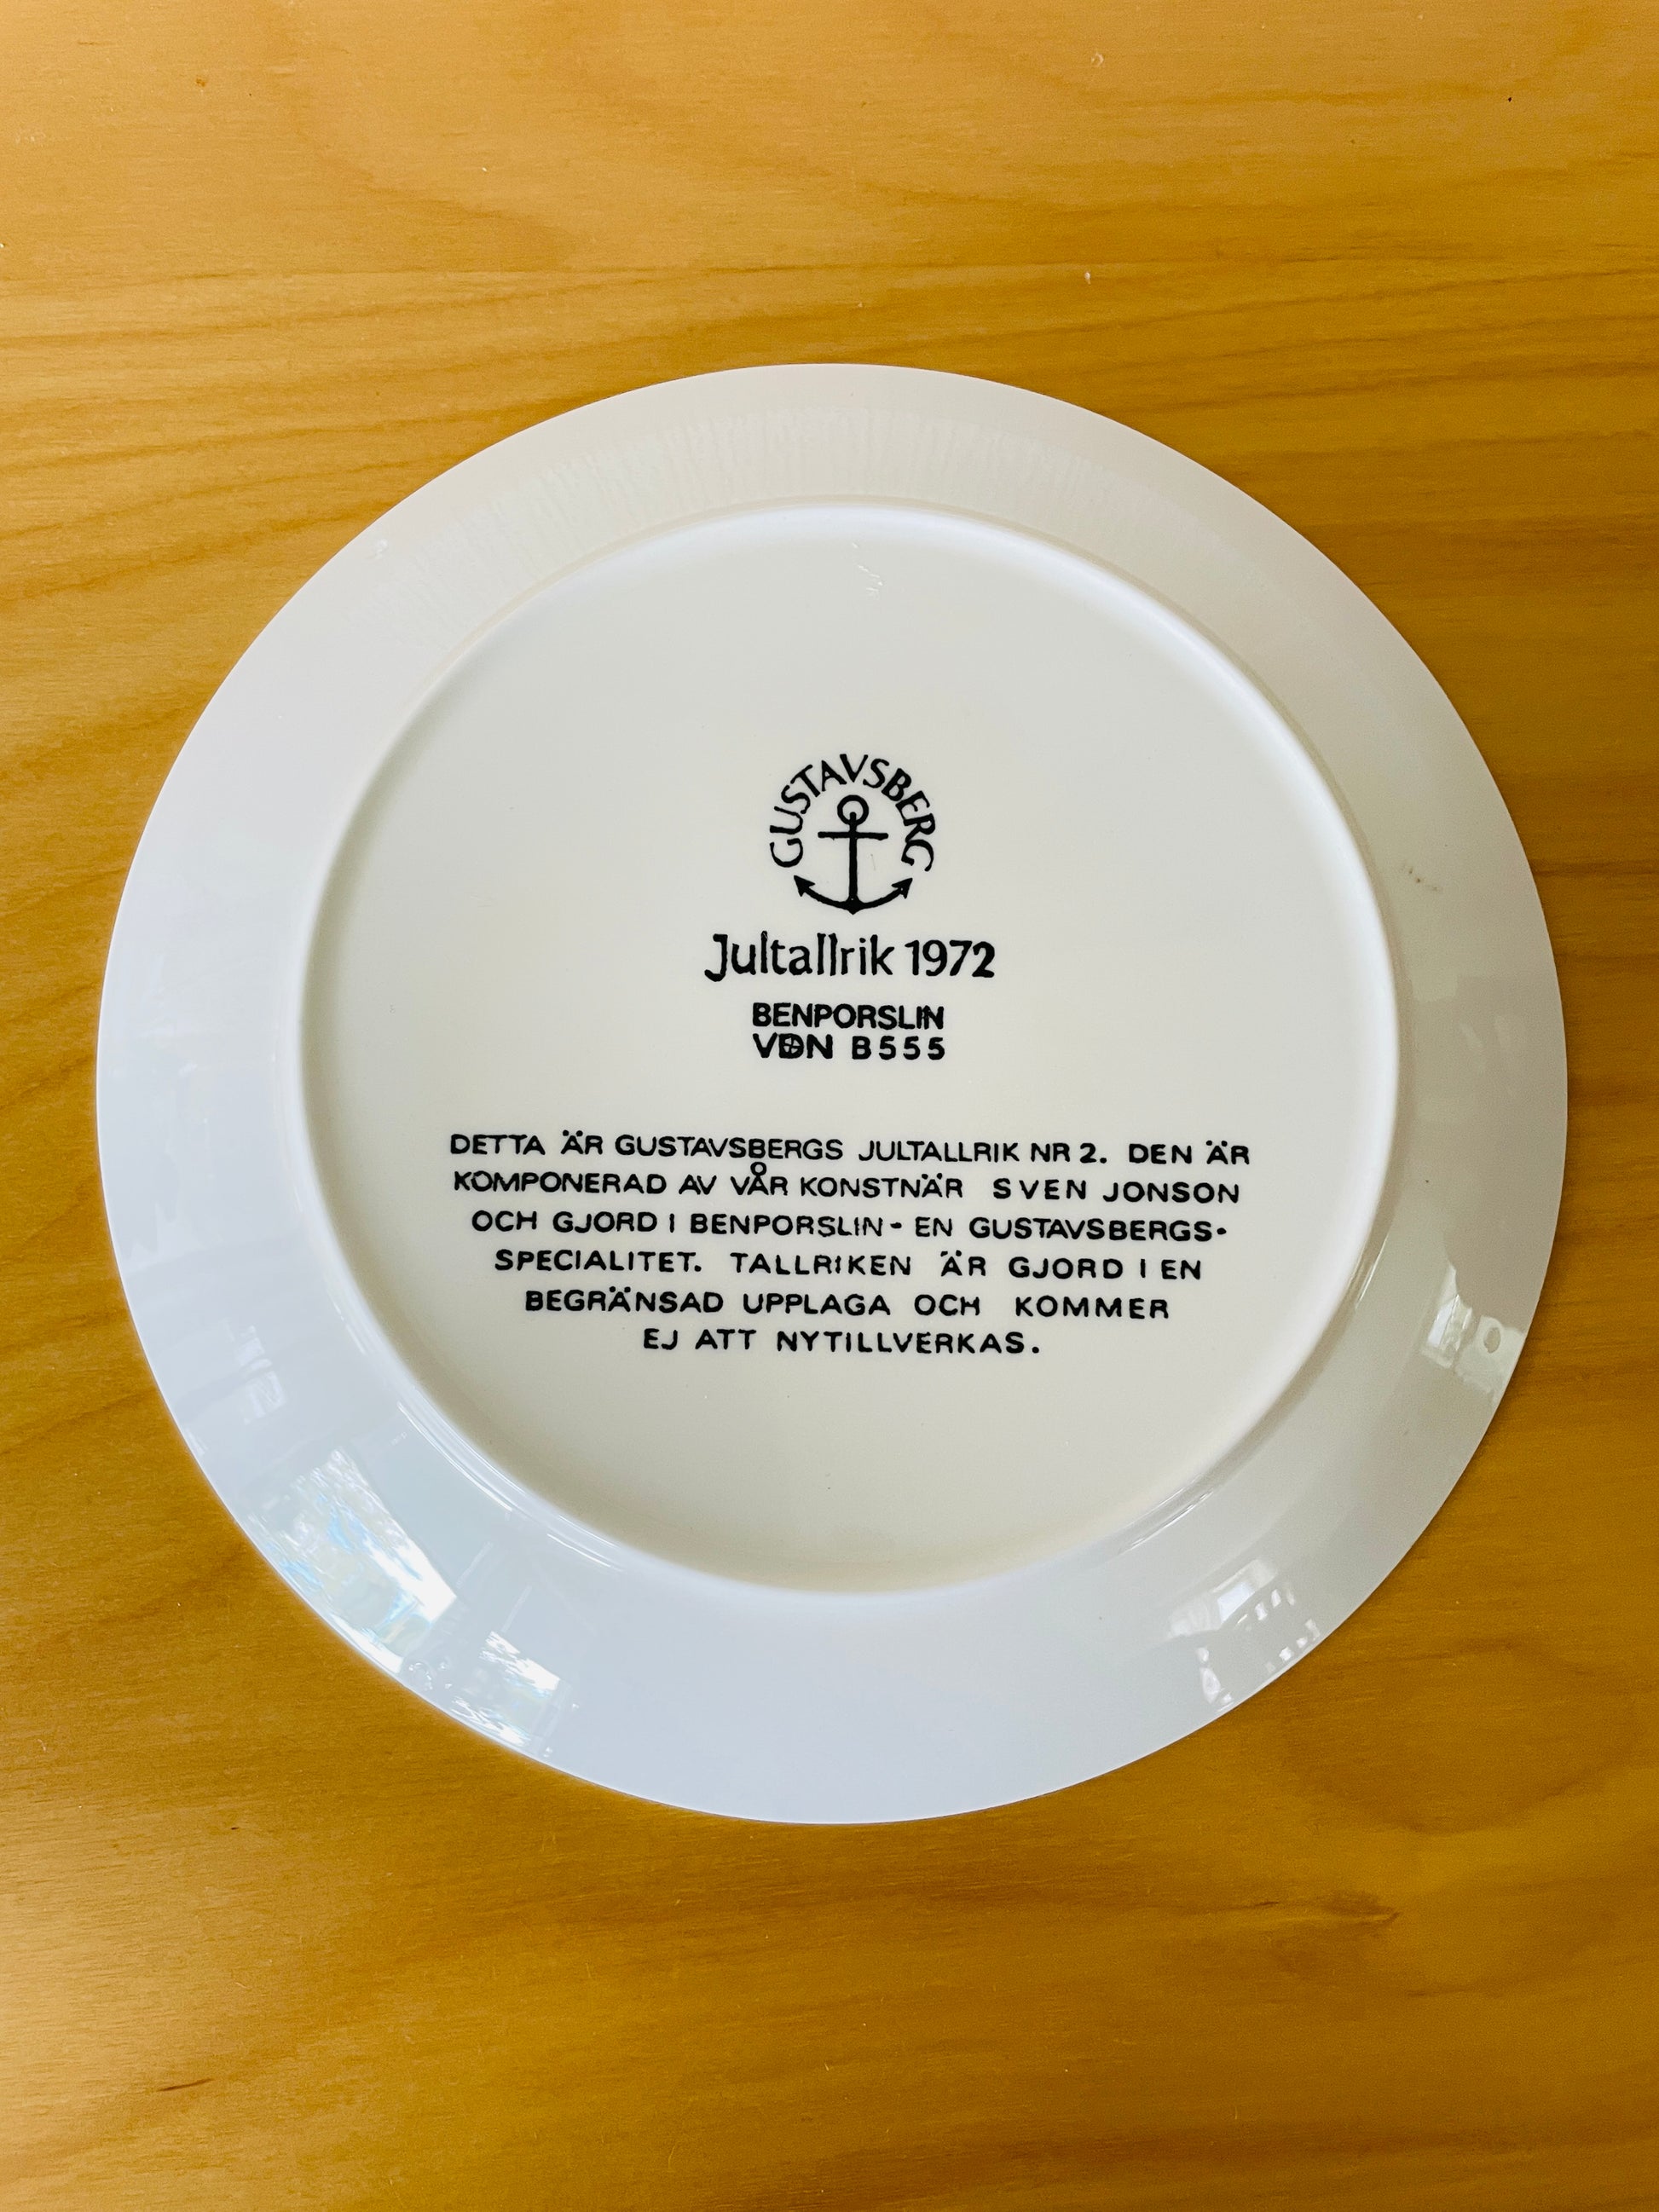 GUSTAVSBERG
Jultallrik 1972
BENPORSLIN
VDN B555
DETTA ÄR GUSTAVSBERGS JULTALLRIK NR 2. DEN ÄR
KOMPONERAD AV VÅR KONSTNÄR SVEN JONSON
OCH GJORD I BENPORSLIN - EN GUSTAVSBERGS-
SPECIALITET. TALLRIKEN ÄR GJORD I EN
BEGRÄNSAD UPPLAGA OCH KOMMER
EJ ATT NYTILLVERKAS.